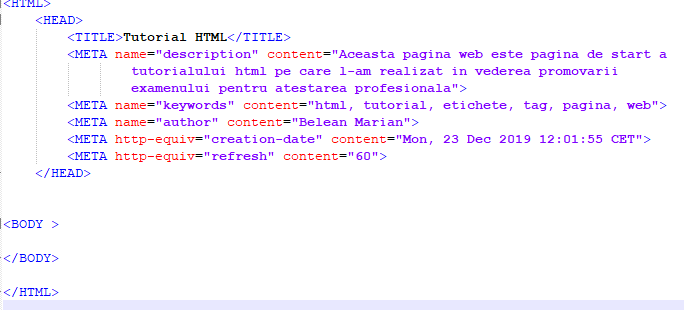 <HTML>
<HEAD>
<TITLE>Tutorial HTML</TITLE>
<META name="description" content="Aceasta pagina web este pagina de start a
tutorialului html pe care l-am realizat in vederea promovarii
examenului pentru atestarea profesionala">
<META name="keywords" content="html, tutorial, etichete, tag, pagina, web">
<META name="author" content="Belean Marian">
<META http-equiv="creation-date" content="Mon, 23 Dec 2019 12:01:55 CET">
<META http-equiv="refresh" content="60">
</HEAD>
<BODY >
</BODY>
</HTML>